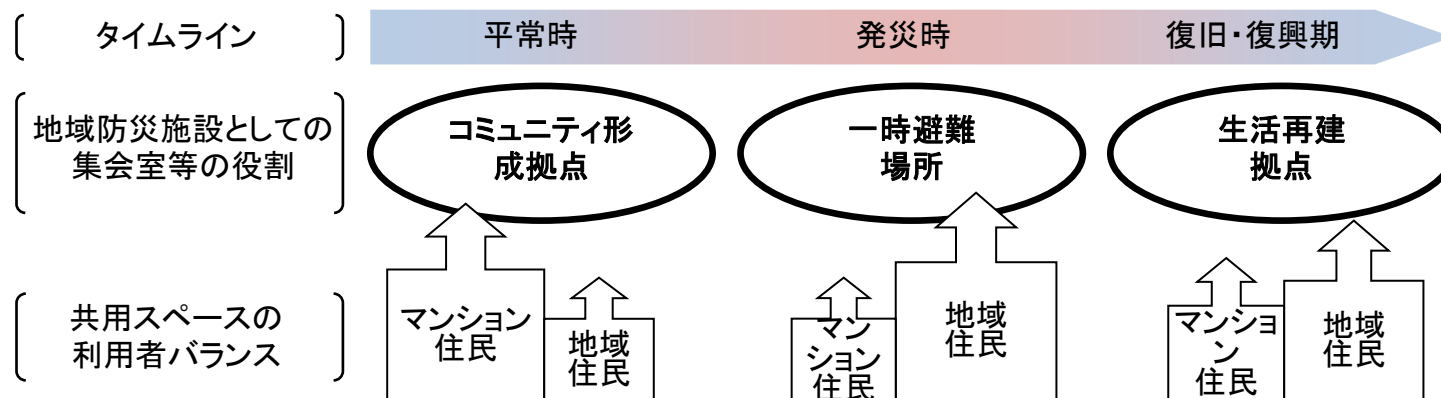 タイムライン
平常時
発災時
復旧・復興期
地域防災施設としての
集会室等の役割
コミュニティ形
成拠点
一時避難
場所
生活再建
拠点
共用スペースの
利用者バランス
マンション
住民
地域
住民
マン
ション
住民
地域
住民
マンショ
ン
住民
地域
住民